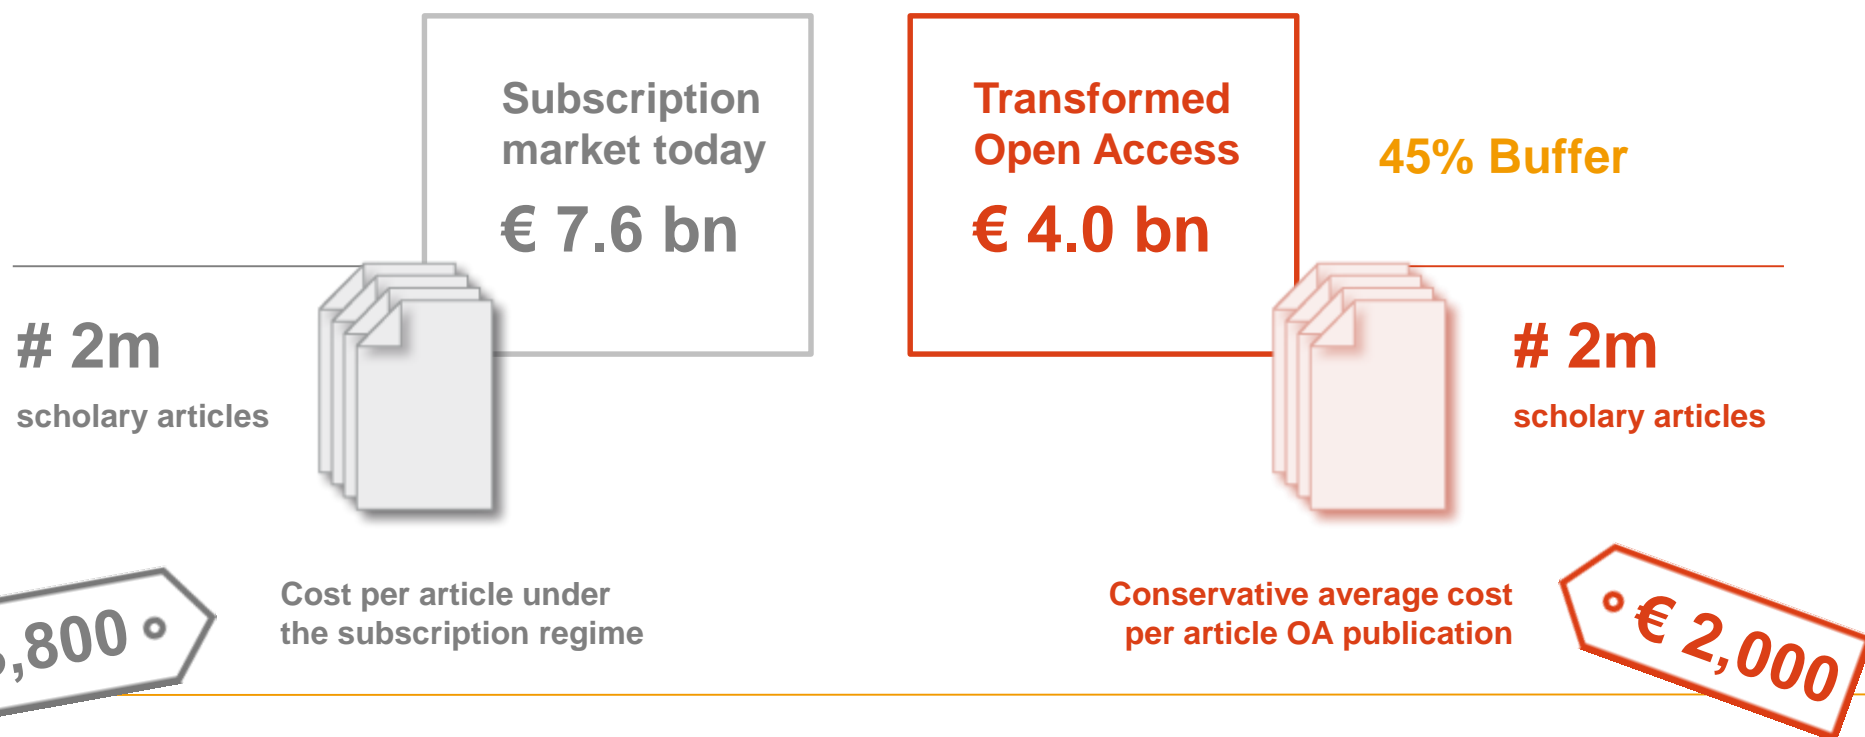 Subscription
market today
€ 7.6 bn
Transformed
Open Access
€ 4.0 bn
45% Buffer
# 2m
scholary articles
# 2m
scholary articles
,800
Cost per article under
the subscription regime
Conservative average cost
per article OA publication
€ 2,000